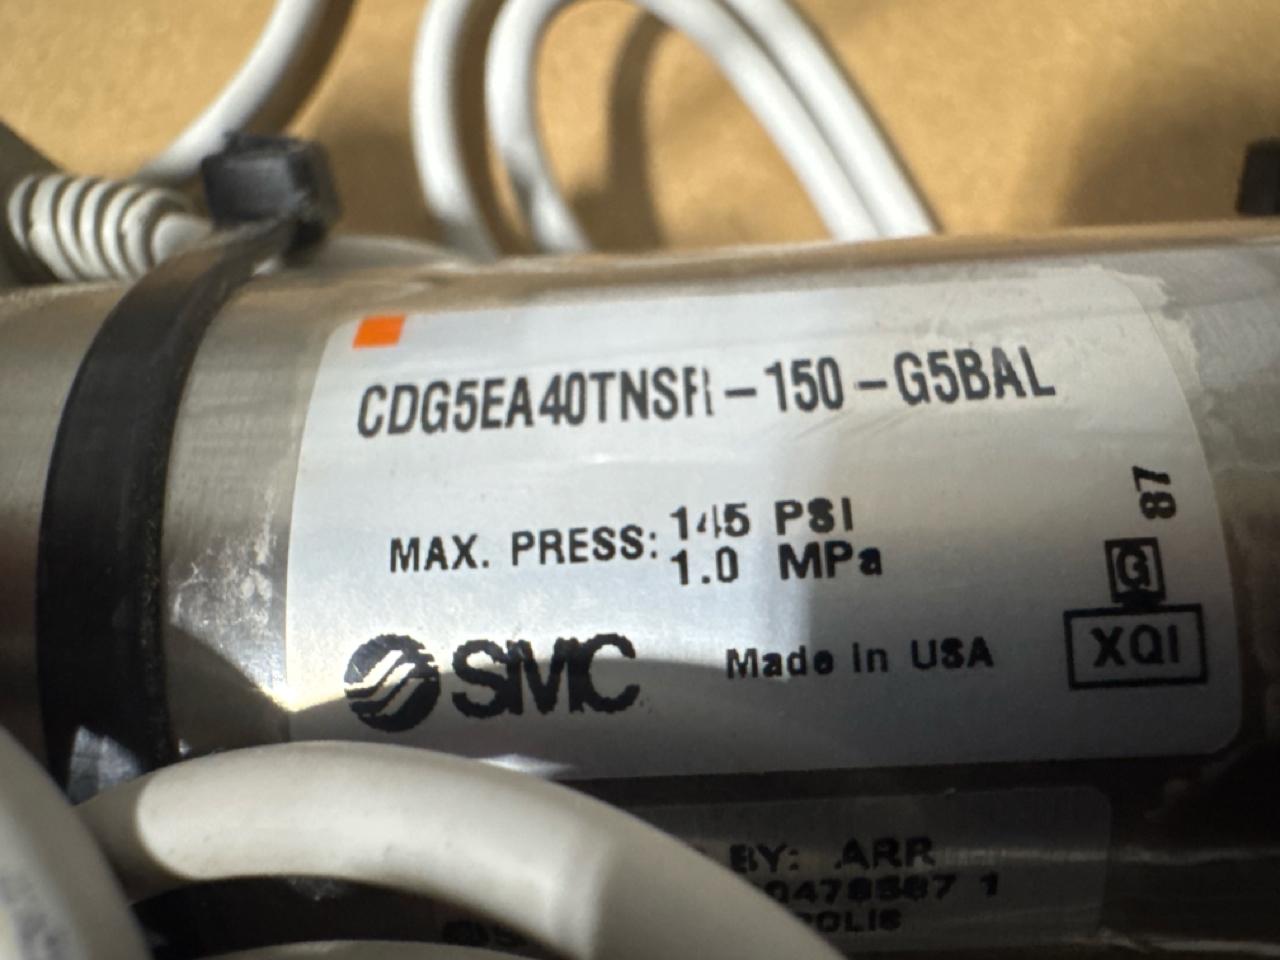 CDG5EA40TNSR-150-G5BAL
MAX. PRESS: 145 PSI
1.0 MPa
SMC
Made in USA
87
G
XQI
BY: ARR